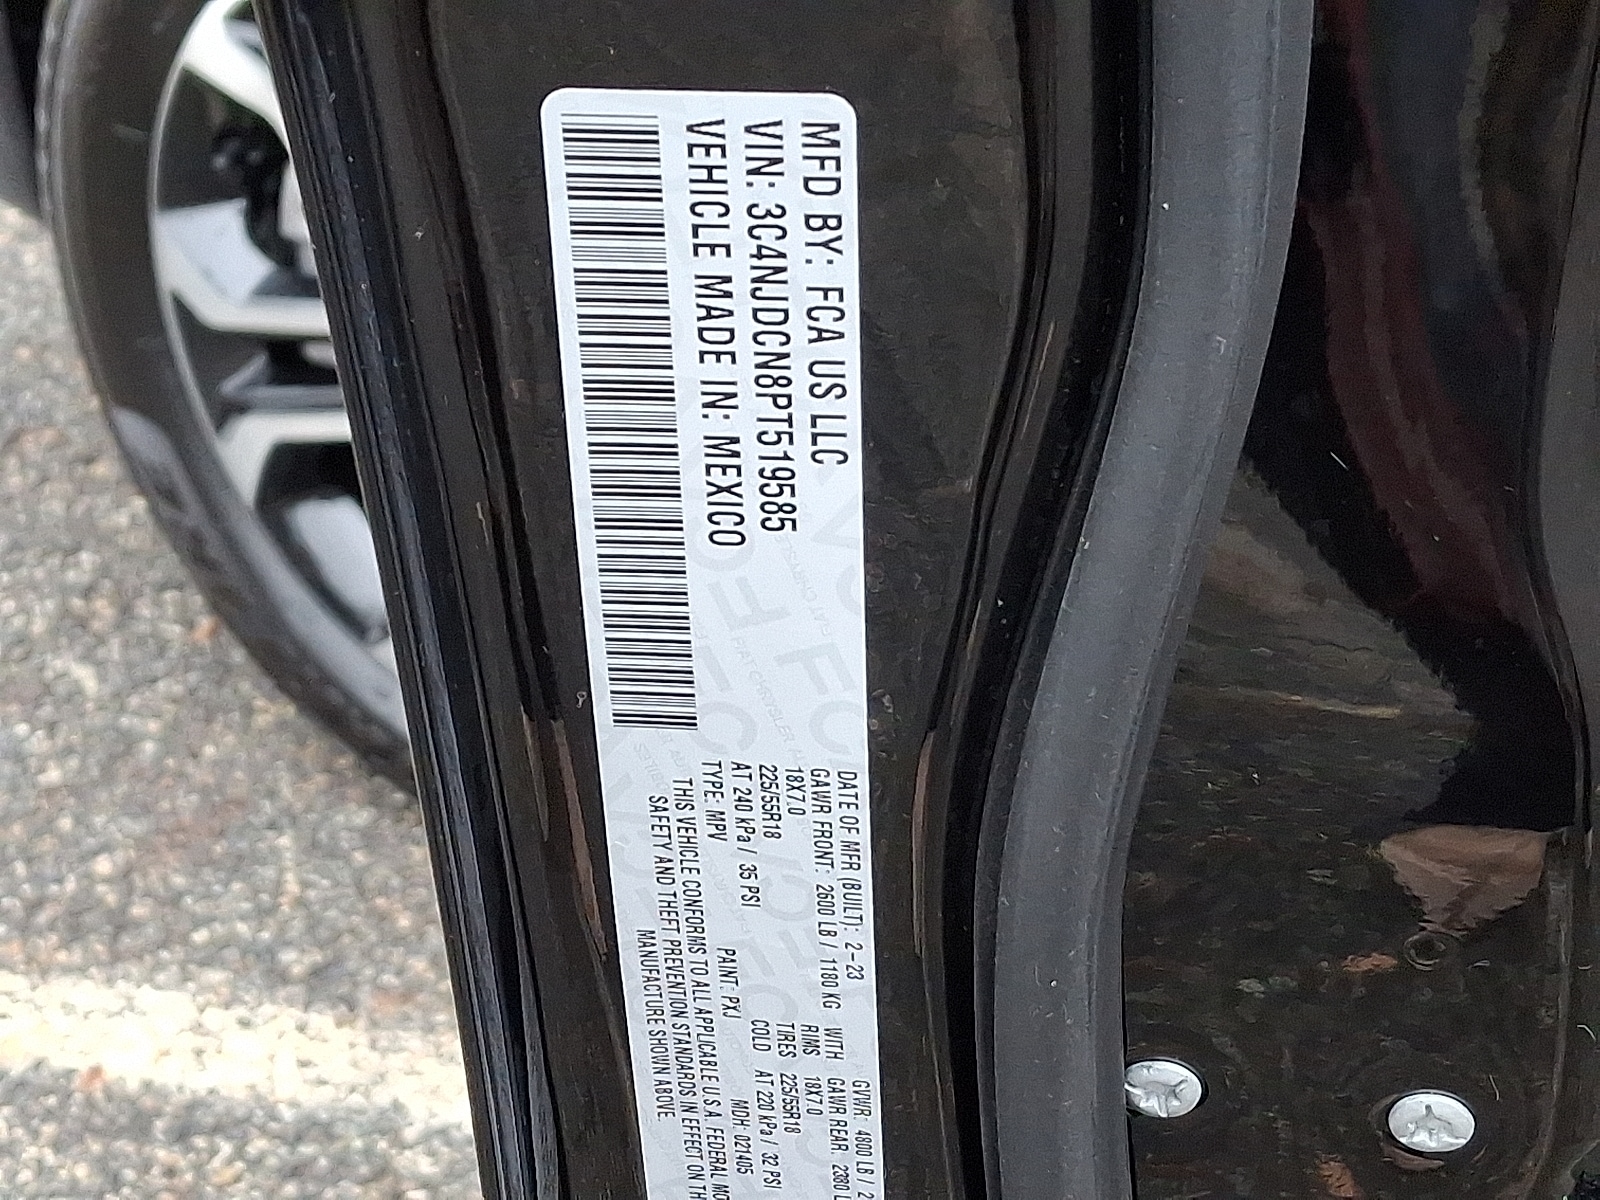 MFD BY: FCA US LLC
VIN: 3C4NJDCN8PT519585
VEHICLE MADE IN: MEXICO
DATE OF MFR (BUILT): 2-23 GVWR: 4800 LB /
GAWR FRONT: 2600 LB / 1180 KG WITH GAWR REAR: 2380
18X7.0 RIMS 18X7.0
225/55R18 TIRES 225/55R18
AT 240 kPa / 35 PSI COLD AT 220 kPa / 32 PSI
TYPE: MPV PAINT: PXJ MDH: 021405
THIS VEHICLE CONFORMS TO ALL APPLICABLE U.S.A. FEDERAL
SAFETY AND THEFT PREVENTION STANDARDS IN EFFECT ON
MANUFACTURE SHOWN ABOVE.